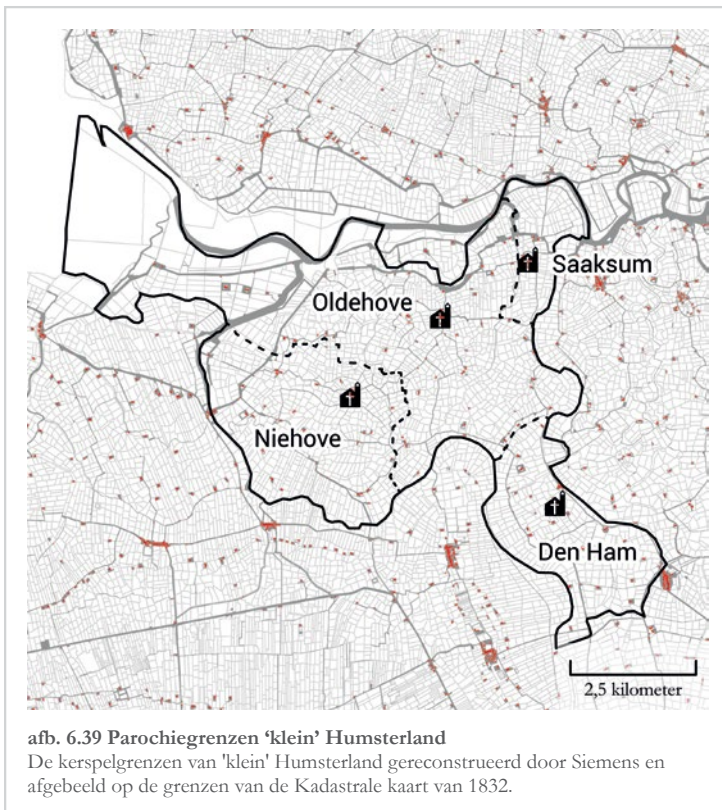 Saaksum
Oldehove
Niehove
Den Ham
2,5 kilometer
afb. 6.39 Parochiegrenzen ‘klein’ Humsterland
De kerspelgrenzen van 'klein' Humsterland gereconstrueerd door Siemens en
afgebeeld op de grenzen van de Kadastrale kaart van 1832.